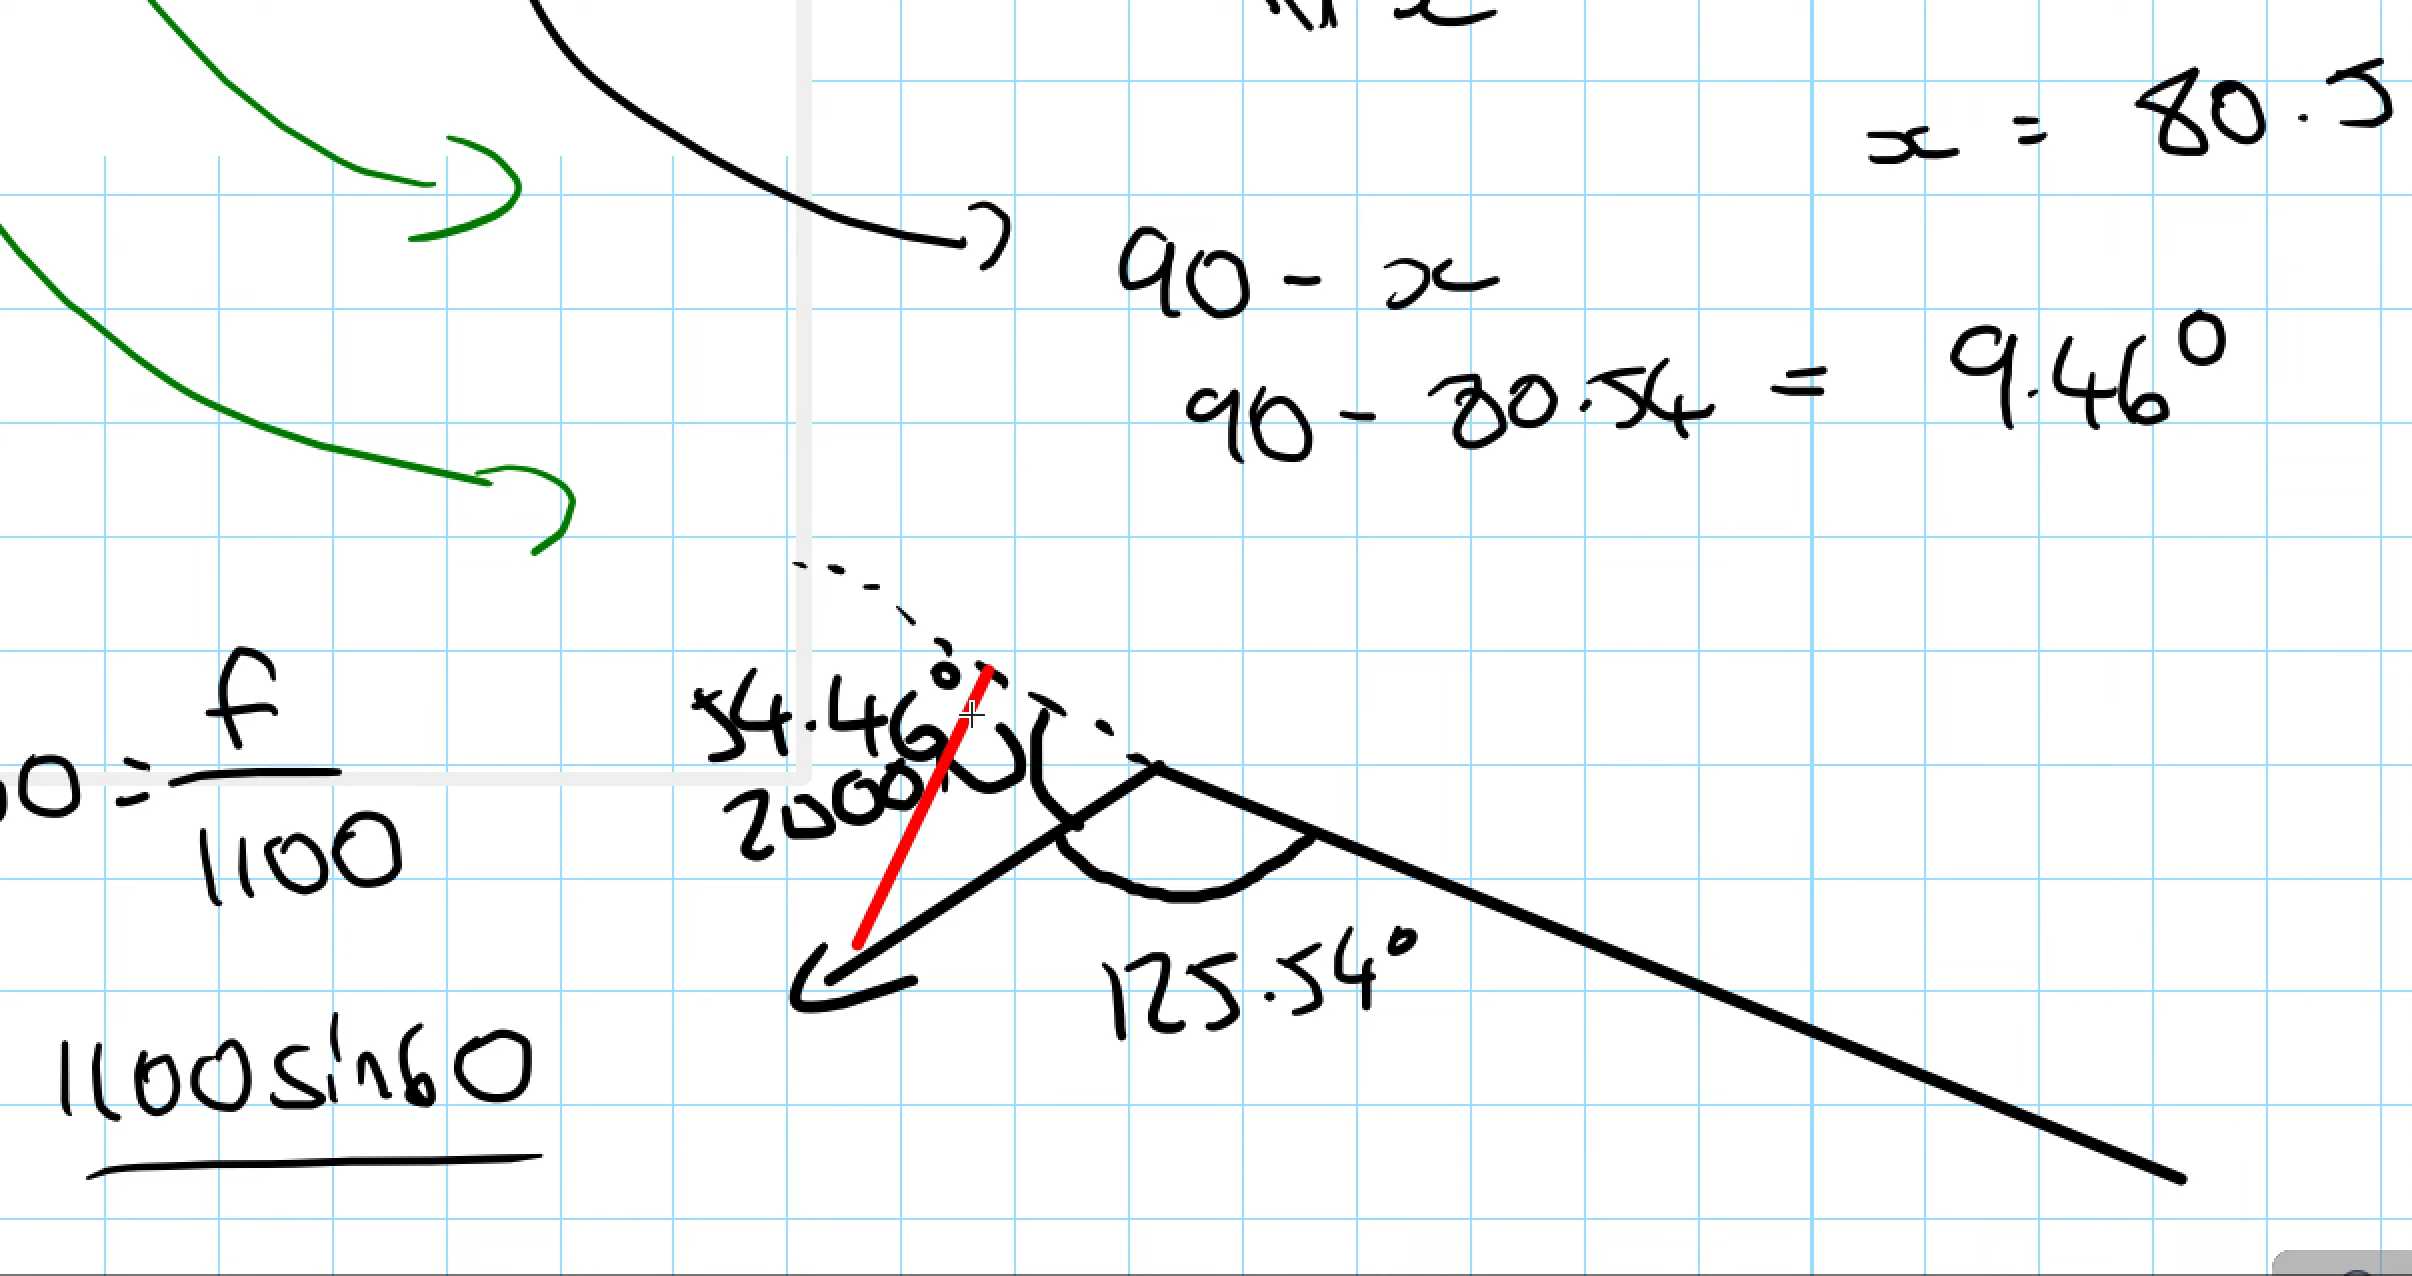 x = 80.5
90 - x
90 - 80.54 = 9.46°
54.46°
2000N
0 = f / 1100
125.54°
1100sin60